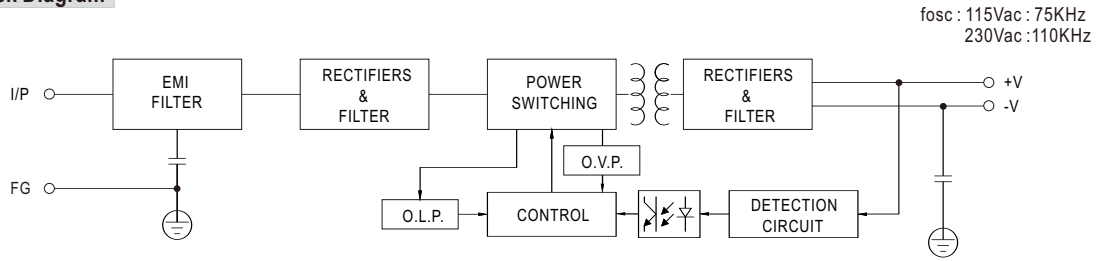 fosc : 115Vac : 75KHz
230Vac :110KHz
I/P
EMI
FILTER
RECTIFIERS
&
FILTER
POWER
SWITCHING
RECTIFIERS
&
FILTER
+V
-V
O.V.P.
FG
O.L.P.
CONTROL
DETECTION
CIRCUIT